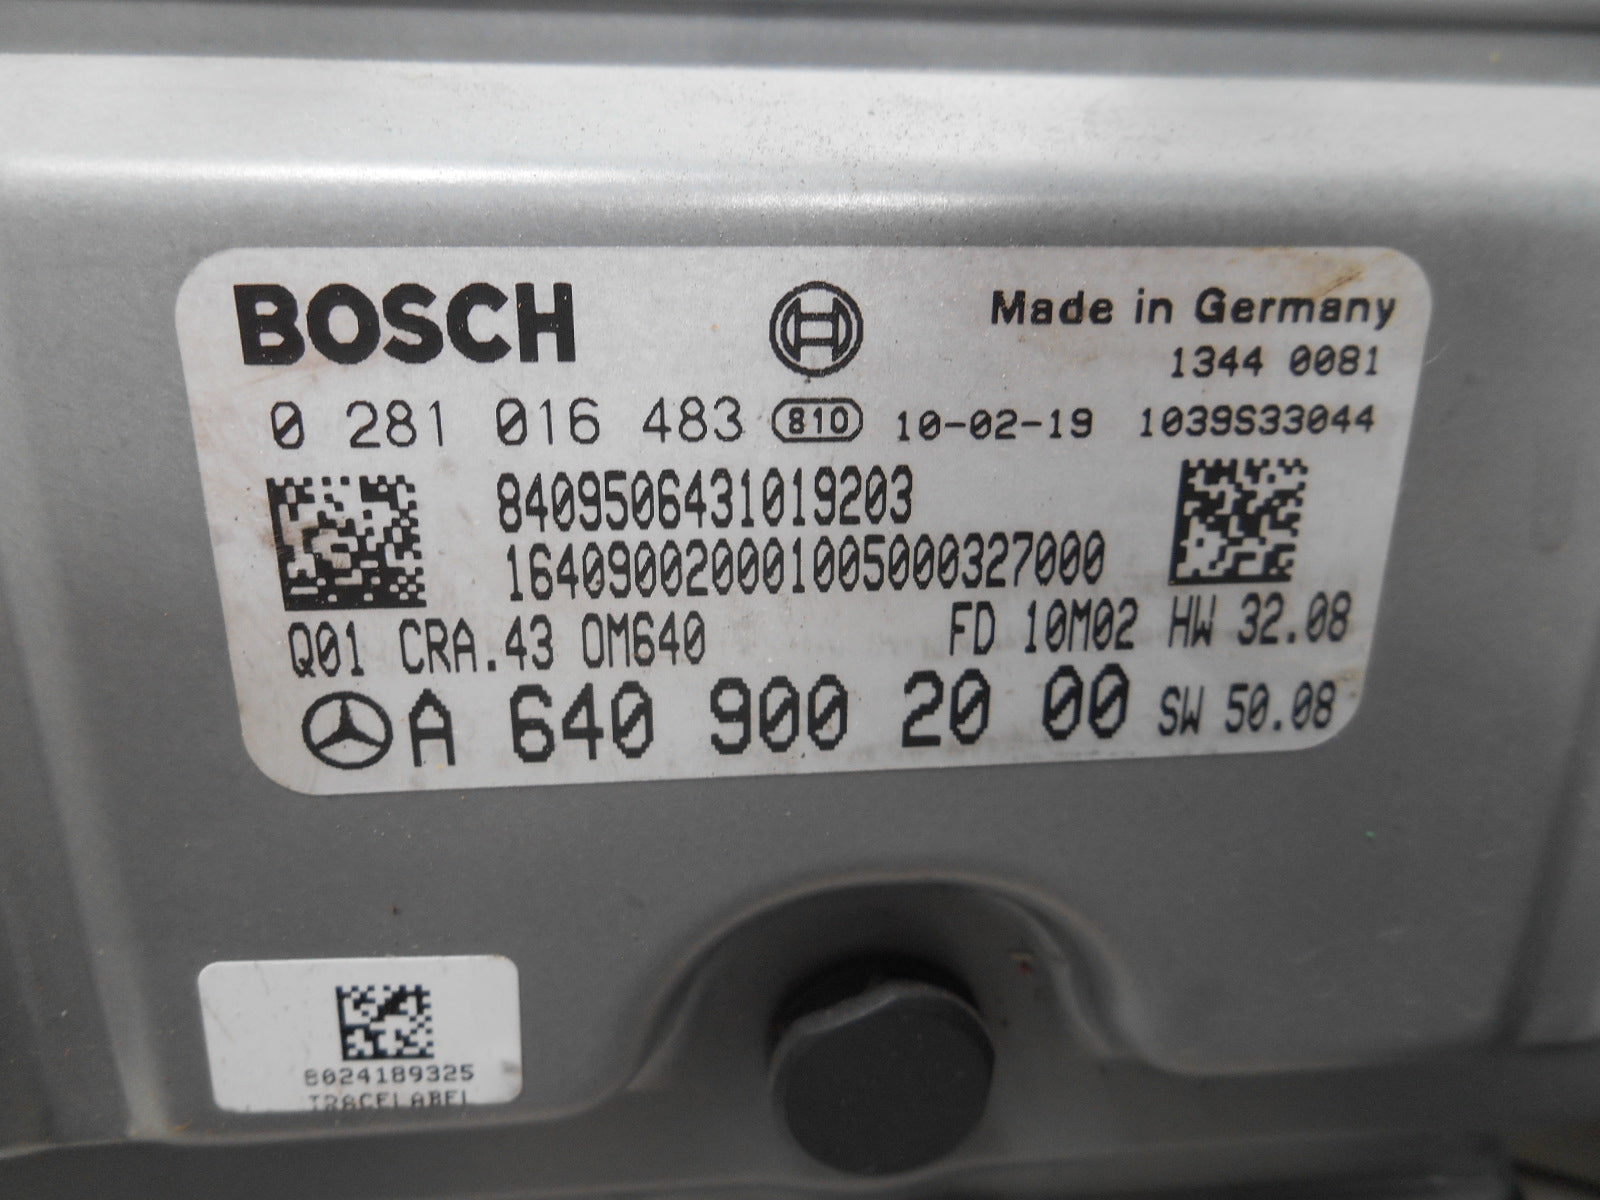 BOSCH Made in Germany
1344 0081
0 281 016 483 810 10-02-19 1039S33044
8409506431019203
164090020001005000327000
Q01 CRA.43 OM640 FD 10M02 HW 32.08
A 640 900 20 00 SW 50.08
8024189325
TRACELABEL